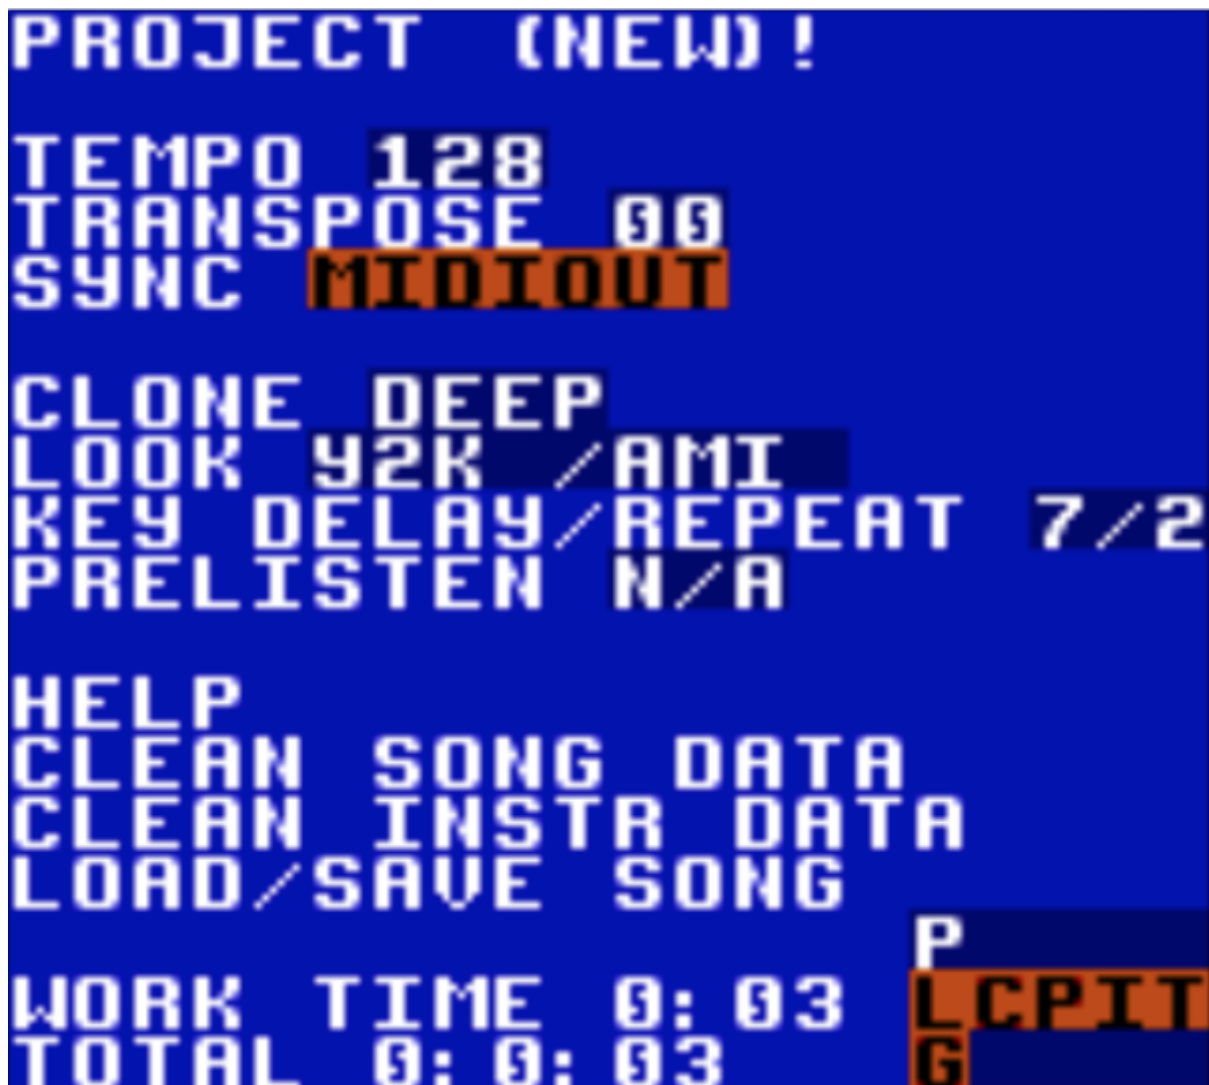 PROJECT (NEW)!
TEMPO 128
TRANSPOSE 00
SYNC MIDIOUT
CLONE DEEP
LOOK Y2K /AMI
KEY DELAY/REPEAT 7/2
PRELISTEN N/A
HELP
CLEAN SONG DATA
CLEAN INSTR DATA
LOAD/SAVE SONG
P
WORK TIME 0:03 LCPIT
TOTAL 0:0:03 G